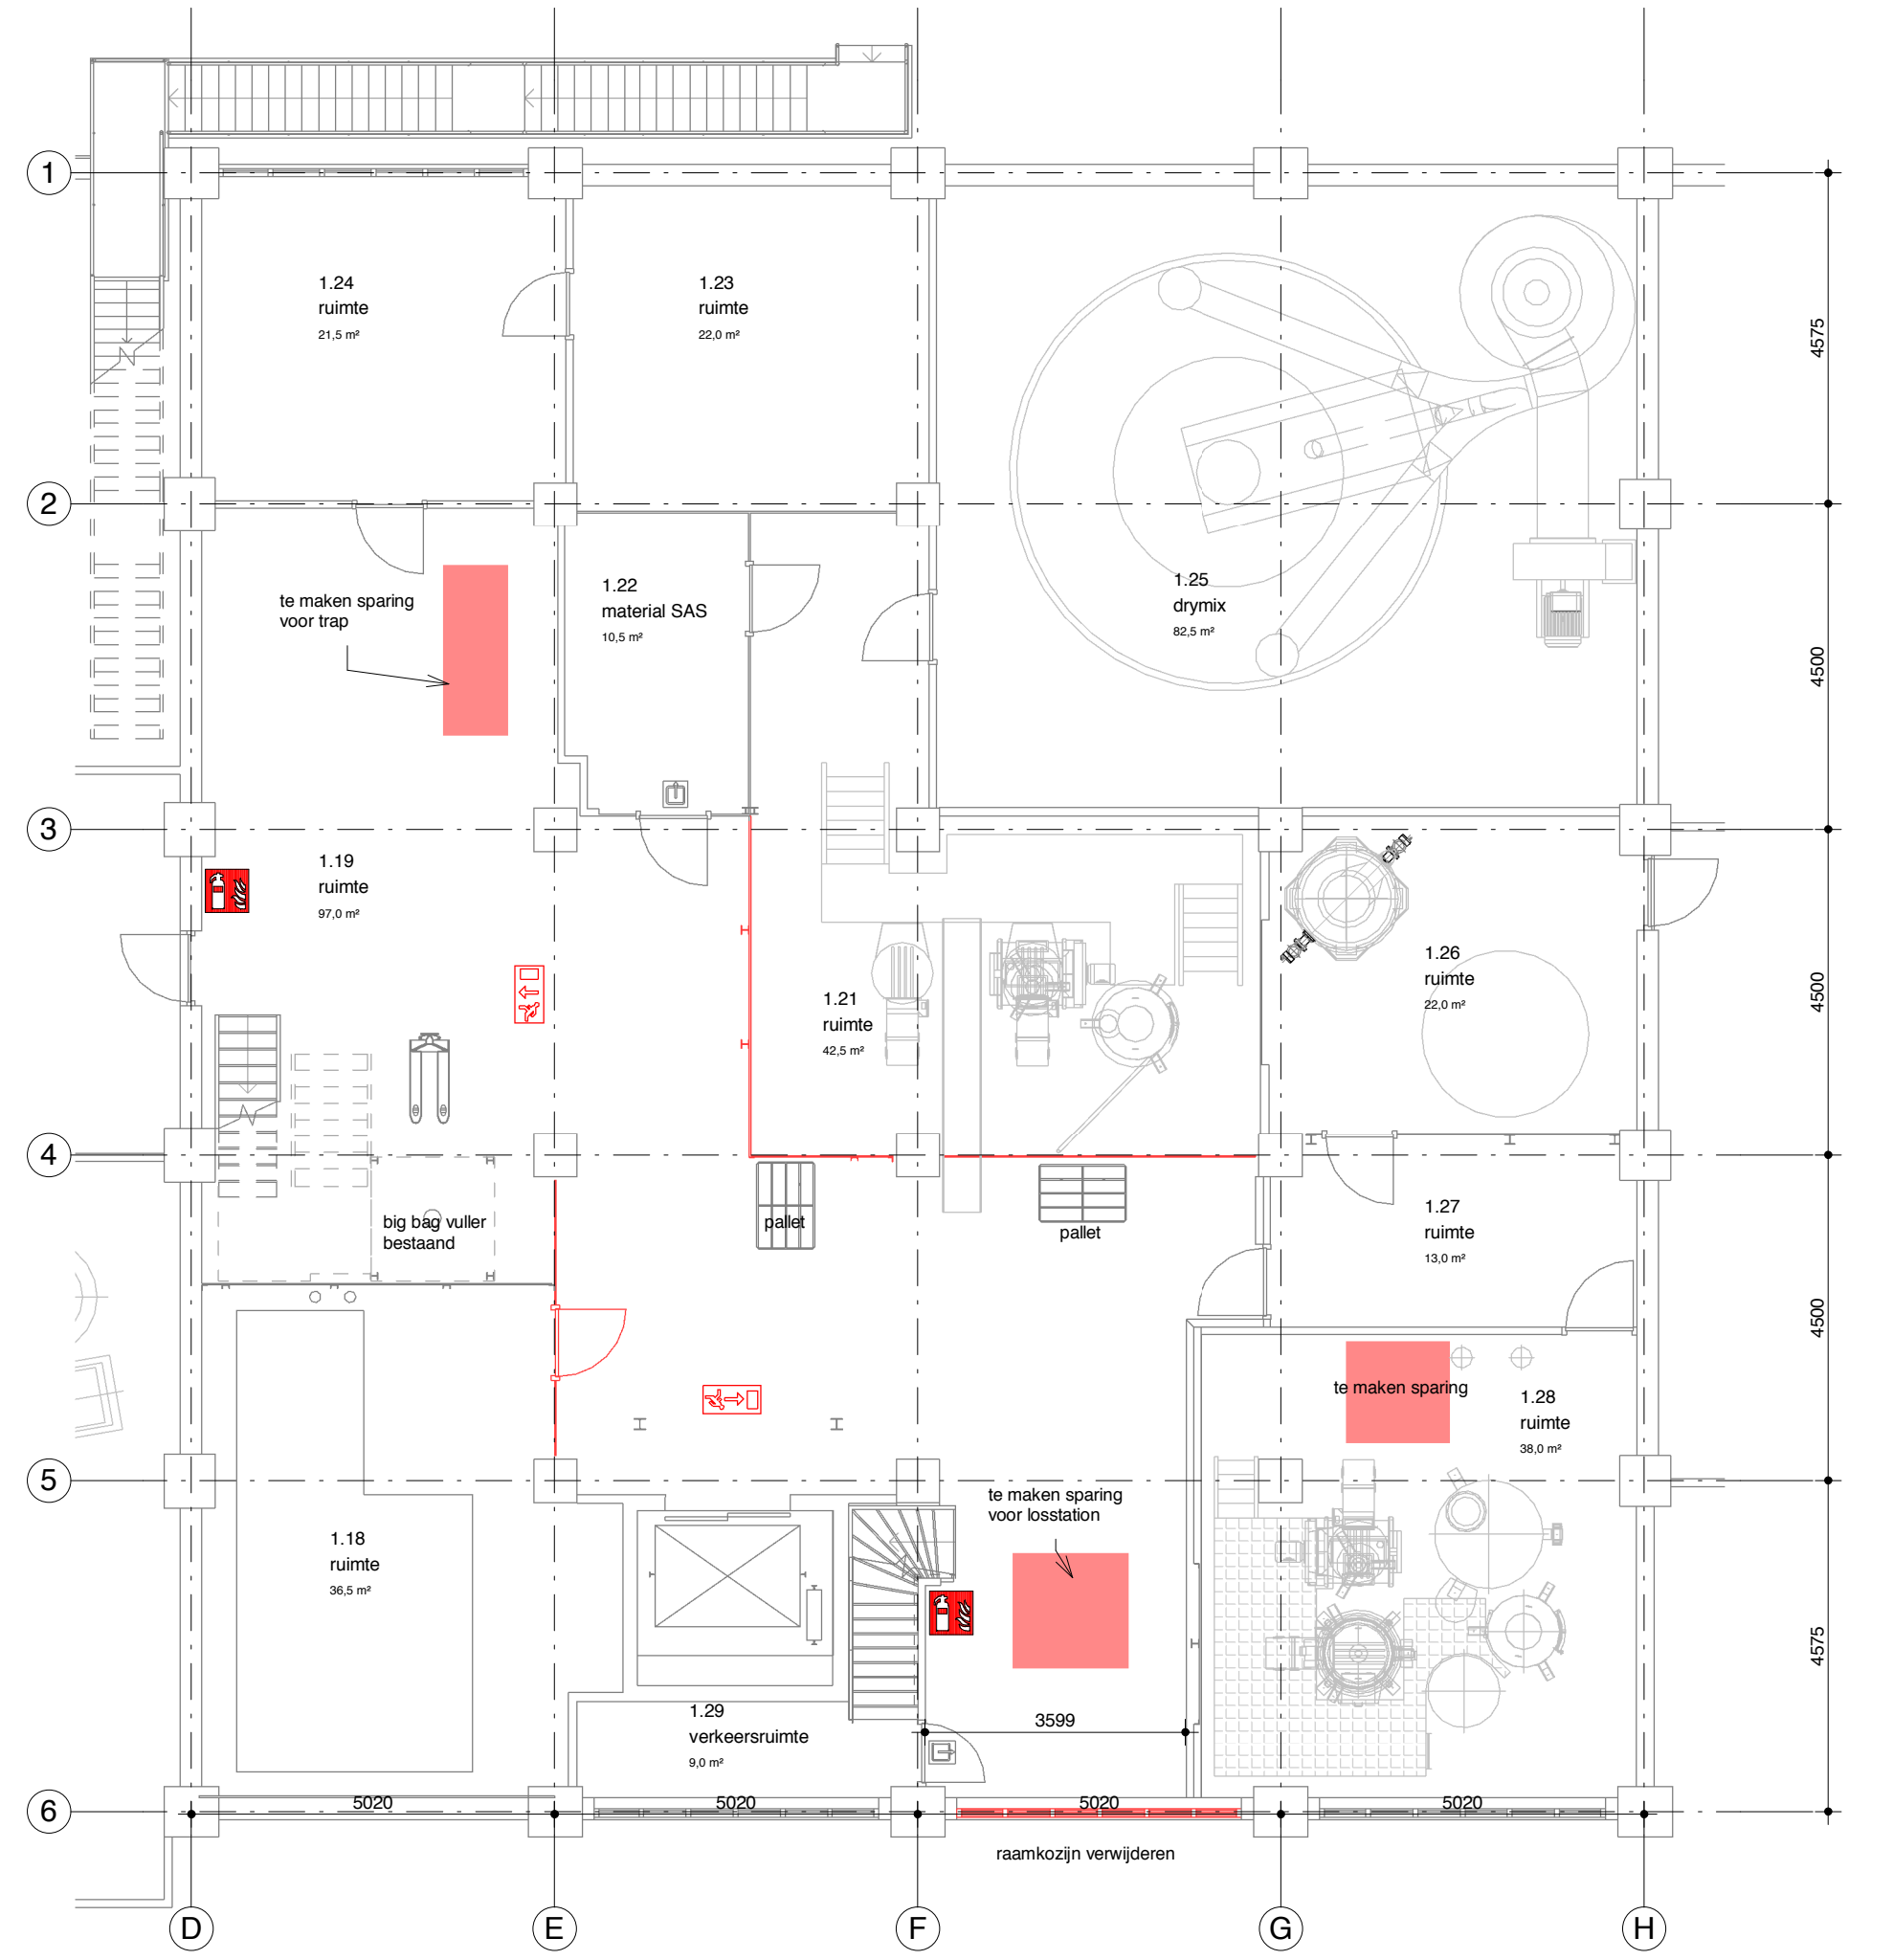 1
1.24
ruimte
21,5 m²
1.23
ruimte
22,0 m²
4575
2
te maken sparing
voor trap
1.22
material SAS
10,5 m²
1.25
drymix
82,5 m²
4500
3
1.19
ruimte
97,0 m²
1.21
ruimte
42,5 m²
1.26
ruimte
22,0 m²
4500
4
big bag vuller
bestaand
pallet
pallet
1.27
ruimte
13,0 m²
4500
te maken sparing
1.28
ruimte
38,0 m²
5
te maken sparing
voor losstation
1.18
ruimte
36,5 m²
4575
1.29
verkeersruimte
9,0 m²
3599
6
5020
5020
5020
5020
raamkozijn verwijderen
D
E
F
G
H